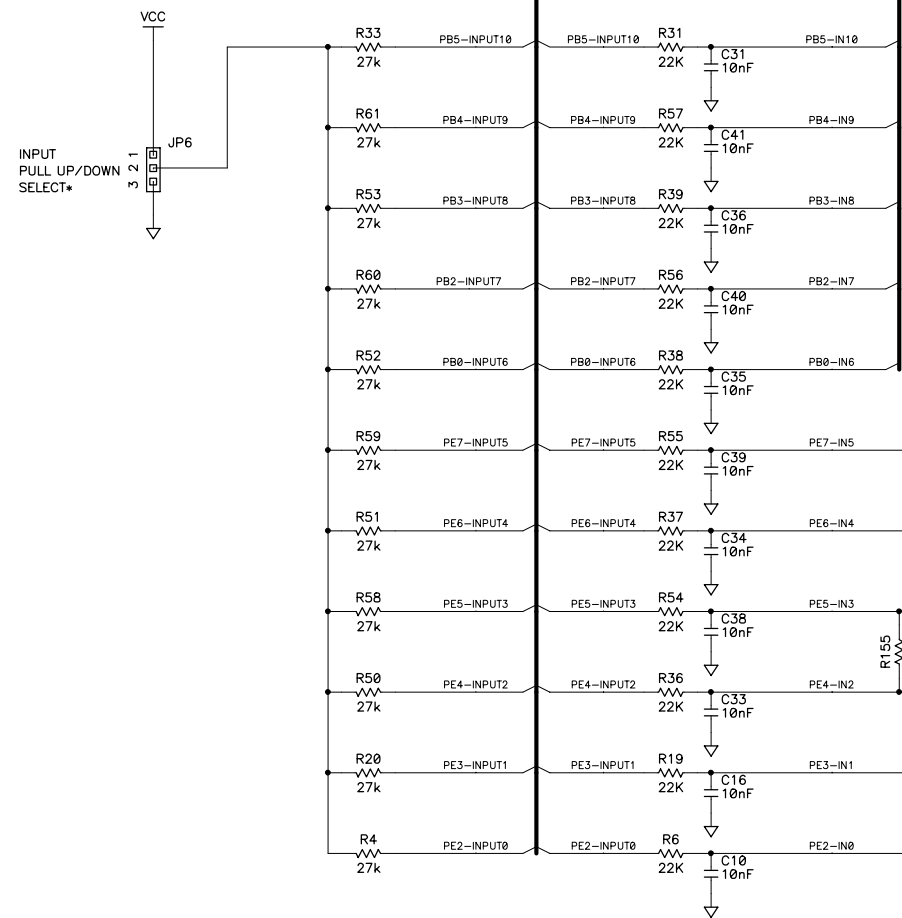 VCC
JP6
1
2
3
INPUT
PULL UP/DOWN
SELECT*
R33
27k
PB5-INPUT10
PB5-INPUT10
R31
22K
C31
10nF
PB5-IN10
R61
27k
PB4-INPUT9
PB4-INPUT9
R57
22K
C41
10nF
PB4-IN9
R53
27k
PB3-INPUT8
PB3-INPUT8
R39
22K
C36
10nF
PB3-IN8
R60
27k
PB2-INPUT7
PB2-INPUT7
R56
22K
C40
10nF
PB2-IN7
R52
27k
PB0-INPUT6
PB0-INPUT6
R38
22K
C35
10nF
PB0-IN6
R59
27k
PE7-INPUT5
PE7-INPUT5
R55
22K
C39
10nF
PE7-IN5
R51
27k
PE6-INPUT4
PE6-INPUT4
R37
22K
C34
10nF
PE6-IN4
R58
27k
PE5-INPUT3
PE5-INPUT3
R54
22K
C38
10nF
PE5-IN3
R155
R50
27k
PE4-INPUT2
PE4-INPUT2
R36
22K
C33
10nF
PE4-IN2
R20
27k
PE3-INPUT1
PE3-INPUT1
R19
22K
C16
10nF
PE3-IN1
R4
27k
PE2-INPUT0
PE2-INPUT0
R6
22K
C10
10nF
PE2-IN0